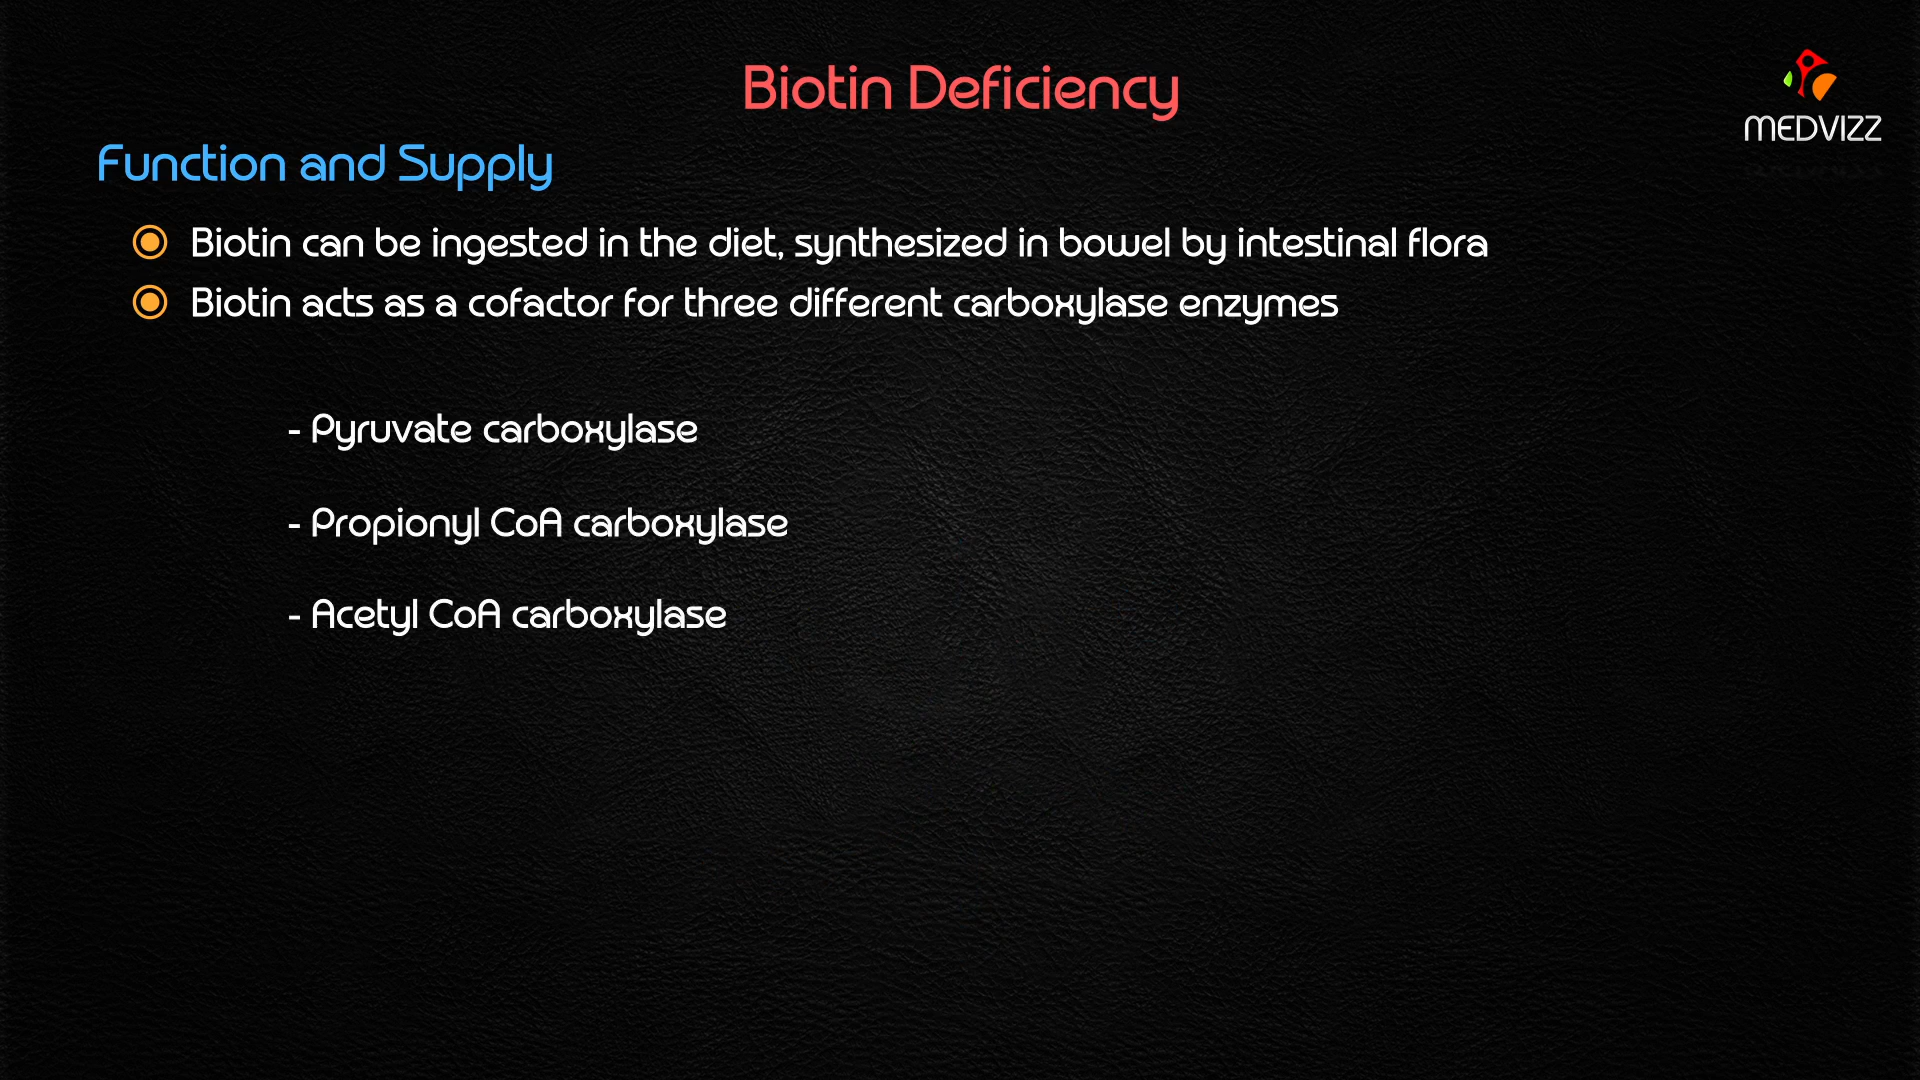 Biotin Deficiency
MEDVIZZ
Function and Supply
Biotin can be ingested in the diet, synthesized in bowel by intestinal flora
Biotin acts as a cofactor for three different carboxylase enzymes
- Pyruvate carboxylase
- Propionyl CoA carboxylase
- Acetyl CoA carboxylase